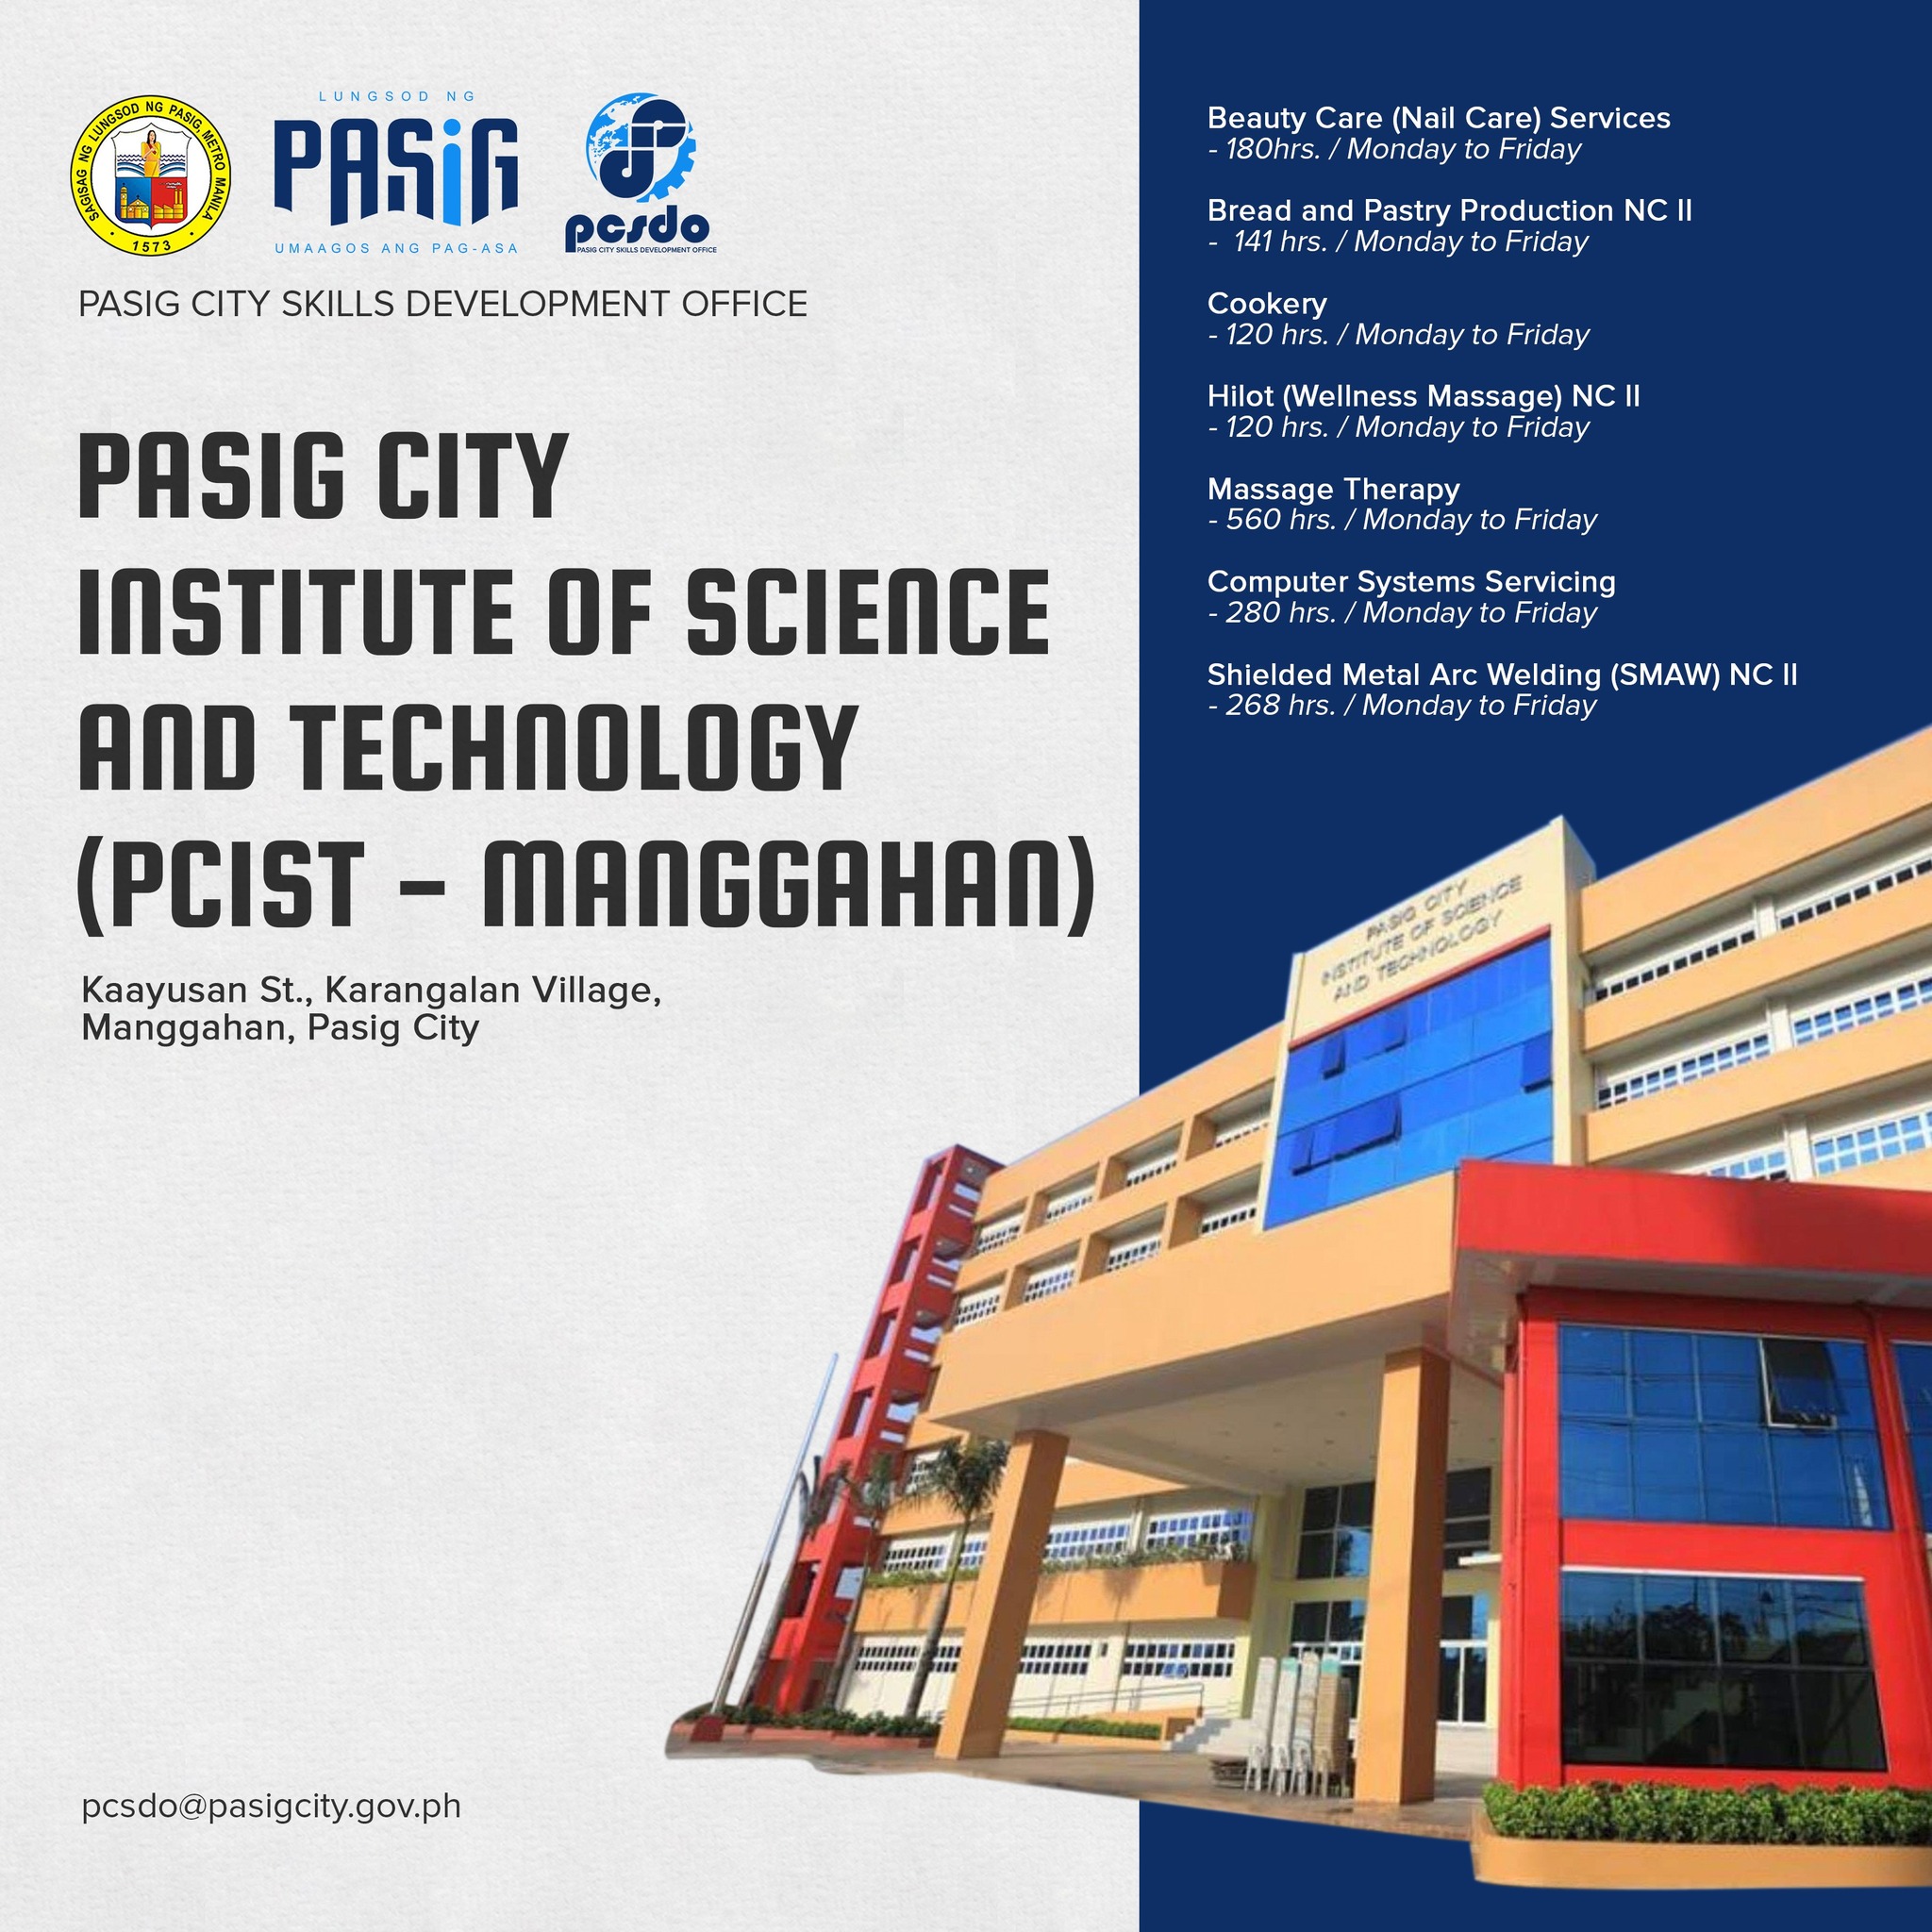 SAGISAG NG LUNGSOD NG PASIG, METRO MANILA
1573
LUNGSOD NG
PASiG
UMAAGOS ANG PAG-ASA
pcsdo
PASIG CITY SKILLS DEVELOPMENT OFFICE
PASIG CITY SKILLS DEVELOPMENT OFFICE
PASIG CITY
INSTITUTE OF SCIENCE
AND TECHNOLOGY
(PCIST – MANGGAHAN)
Kaayusan St., Karangalan Village,
Manggahan, Pasig City
pcsdo@pasigcity.gov.ph
Beauty Care (Nail Care) Services
- 180hrs. / Monday to Friday
Bread and Pastry Production NC II
- 141 hrs. / Monday to Friday
Cookery
- 120 hrs. / Monday to Friday
Hilot (Wellness Massage) NC II
- 120 hrs. / Monday to Friday
Massage Therapy
- 560 hrs. / Monday to Friday
Computer Systems Servicing
- 280 hrs. / Monday to Friday
Shielded Metal Arc Welding (SMAW) NC II
- 268 hrs. / Monday to Friday
PASIG CITY
INSTITUTE OF SCIENCE
AND TECHNOLOGY